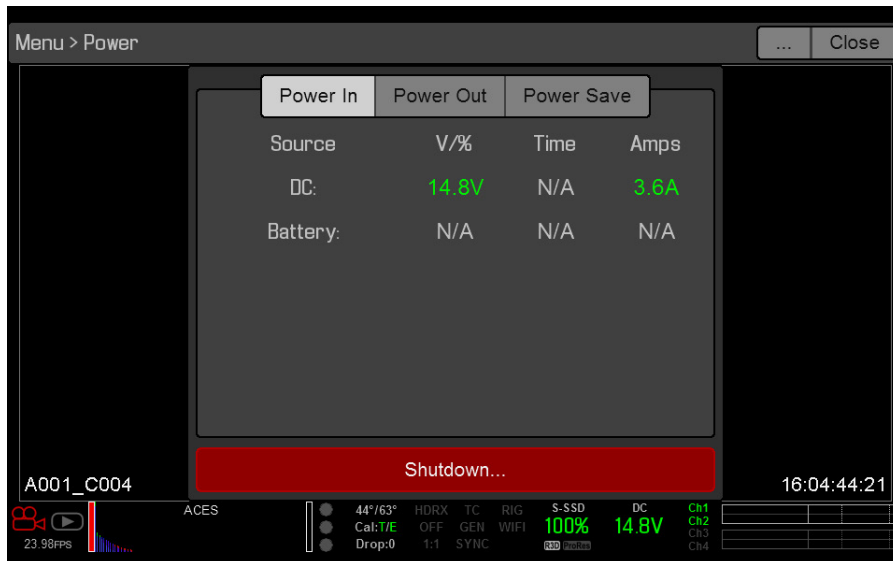 Menu > Power
...
Close
Power In
Power Out
Power Save
Source V/% Time Amps
DC: 14.8V N/A 3.6A
Battery: N/A N/A N/A
Shutdown...
A001_C004
16:04:44:21
23.98FPS
ACES
44°/63°
Cal:T/E
Drop:0
HDRX TC RIG
OFF GEN WIFI
1:1 SYNC
S-SSD
100%
R3D ProRes
DC
14.8V
Ch1
Ch2
Ch3
Ch4